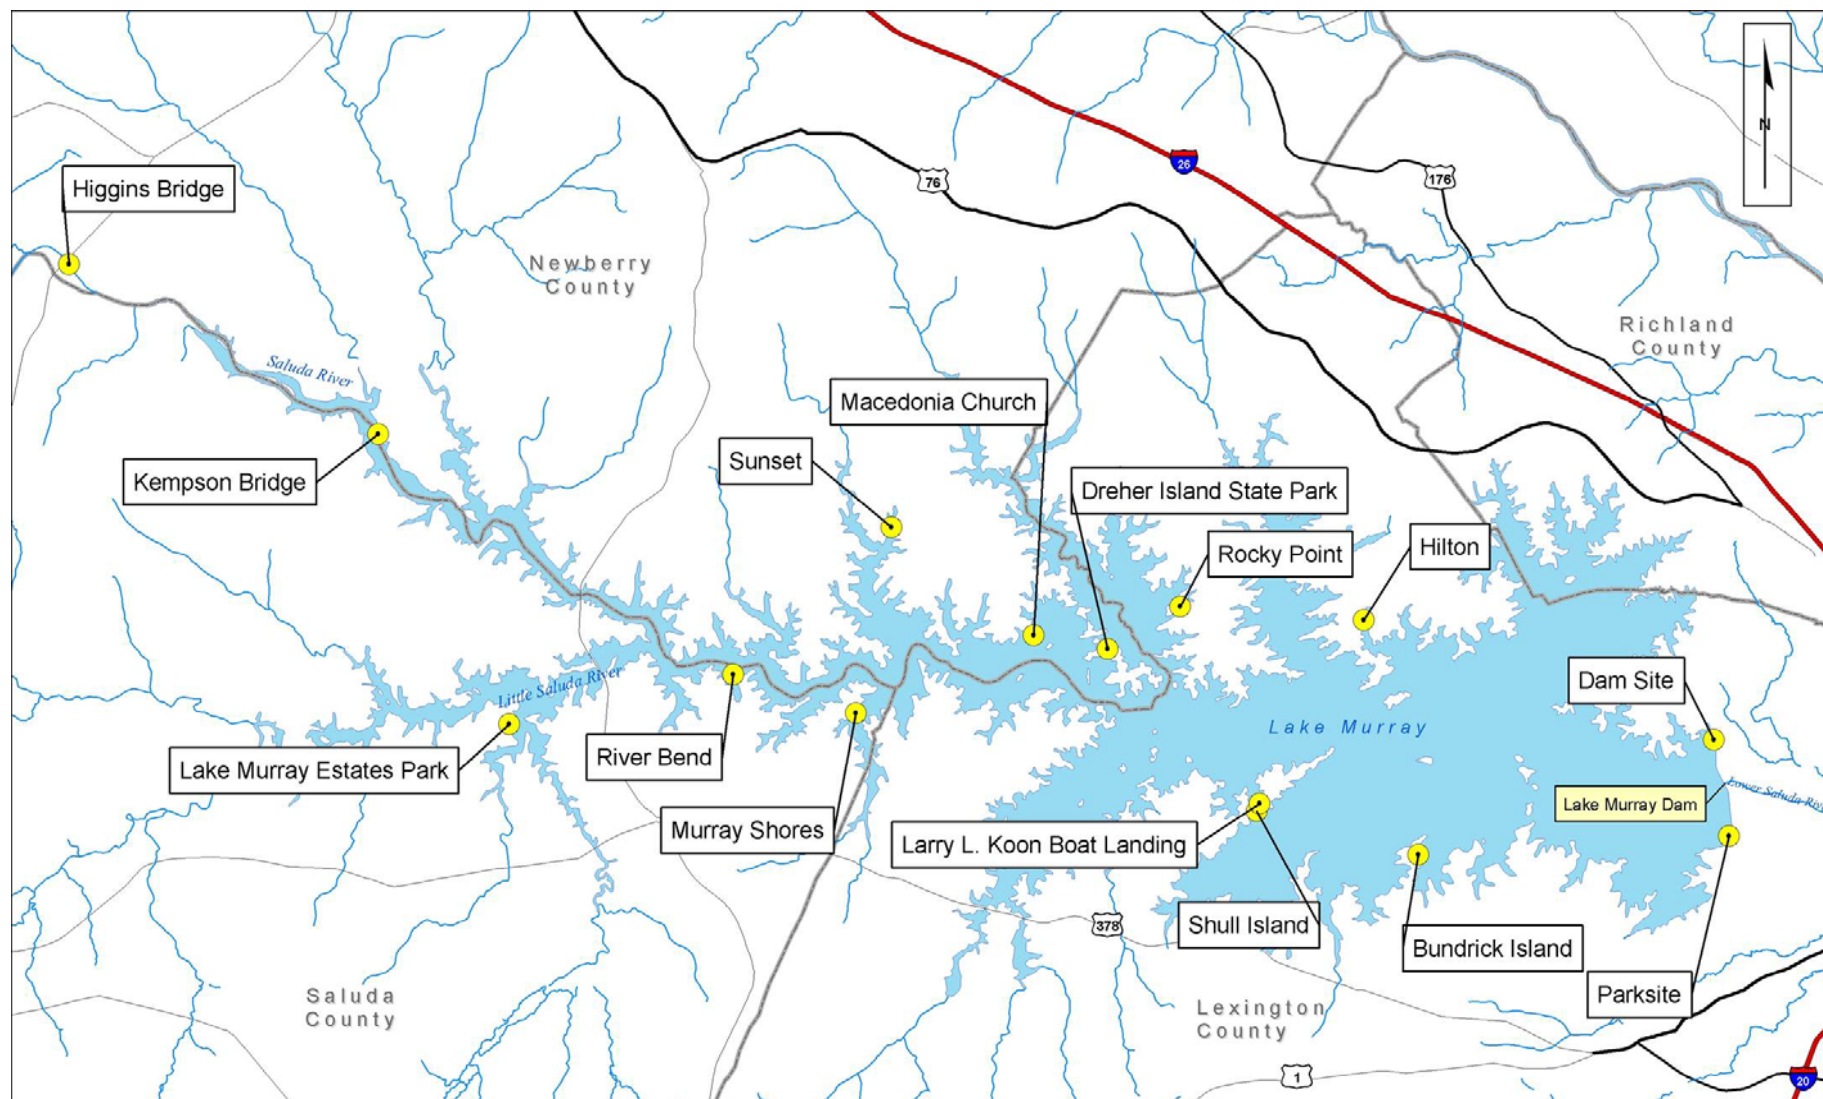 N
26
76
176
Higgins Bridge
Newberry
County
Richland
County
Saluda River
Macedonia Church
Sunset
Kempson Bridge
Dreher Island State Park
Rocky Point
Hilton
Dam Site
Little Saluda River
Lake Murray
River Bend
Lake Murray Estates Park
Lower Saluda Rive
Lake Murray Dam
Murray Shores
Larry L. Koon Boat Landing
Shull Island
378
Bundrick Island
Parksite
Saluda
County
Lexington
County
1
20